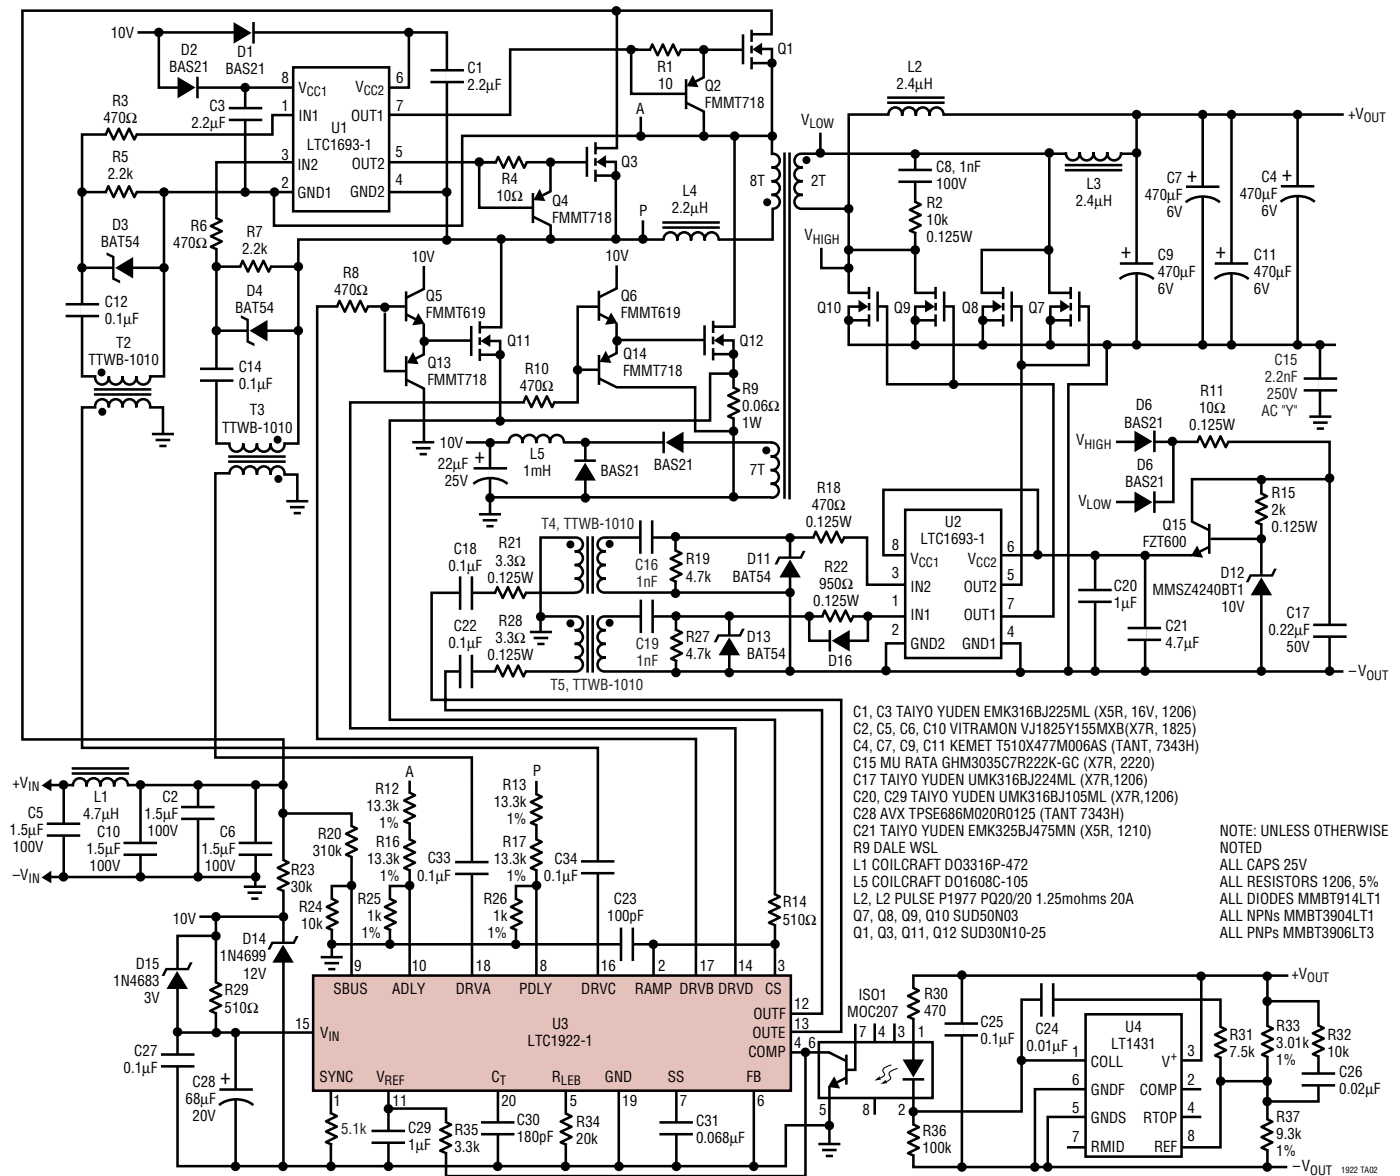 10V
D2
BAS21
D1
BAS21
C3
2.2µF
8
VCC1
VCC2
6
1
IN1
OUT1
7
U1
LTC1693-1
3
IN2
OUT2
5
2
GND1
GND2
4
C1
2.2µF
R1
10
Q2
FMMT718
Q1
A
R3
470Ω
R5
2.2k
D3
BAT54
C12
0.1µF
T2
TTWB-1010
R6
470Ω
R7
2.2k
D4
BAT54
C14
0.1µF
T3
TTWB-1010
R4
10Ω
Q4
FMMT718
Q3
P
L4
2.2µH
8T
2T
VLOW
VHIGH
L2
2.4µH
C8, 1nF
100V
R2
10k
0.125W
L3
2.4µH
C7
470µF
6V
C4
470µF
6V
C9
470µF
6V
C11
470µF
6V
+VOUT
Q10
Q9
Q8
Q7
C15
2.2nF
250V
AC "Y"
R8
470Ω
10V
Q5
FMMT619
Q13
FMMT718
Q11
10V
Q6
FMMT619
Q14
FMMT718
Q12
R10
470Ω
R9
0.06Ω
1W
10V
L5
1mH
22µF
25V
BAS21
BAS21
7T
VHIGH
D6
BAS21
R11
10Ω
0.125W
VLOW
D6
BAS21
Q15
FZT600
R15
2k
0.125W
D12
MMSZ4240BT1
10V
C17
0.22µF
50V
C20
1µF
C21
4.7µF
−VOUT
T4, TTWB-1010
C18
0.1µF
R21
3.3Ω
0.125W
C16
1nF
R19
4.7k
D11
BAT54
R18
470Ω
0.125W
C22
0.1µF
R28
3.3Ω
0.125W
T5, TTWB-1010
C19
1nF
R27
4.7k
D13
BAT54
R22
950Ω
0.125W
D16
U2
LTC1693-1
8
VCC1
VCC2
6
3
IN2
OUT2
5
1
IN1
OUT1
7
2
GND2
GND1
4
C1, C3 TAIYO YUDEN EMK316BJ225ML (X5R, 16V, 1206)
C2, C5, C6, C10 VITRAMON VJ1825Y155MXB(X7R, 1825)
C4, C7, C9, C11 KEMET T510X477M006AS (TANT, 7343H)
C15 MU RATA GHM3035C7R222K-GC (X7R, 2220)
C17 TAIYO YUDEN UMK316BJ224ML (X7R,1206)
C20, C29 TAIYO YUDEN UMK316BJ105ML (X7R,1206)
C28 AVX TPSE686M020R0125 (TANT 7343H)
C21 TAIYO YUDEN EMK325BJ475MN (X5R, 1210)
R9 DALE WSL
L1 COILCRAFT DO3316P-472
L5 COILCRAFT DO1608C-105
L2, L2 PULSE P1977 PQ20/20 1.25mohms 20A
Q7, Q8, Q9, Q10 SUD50N03
Q1, Q3, Q11, Q12 SUD30N10-25
NOTE: UNLESS OTHERWISE
NOTED
ALL CAPS 25V
ALL RESISTORS 1206, 5%
ALL DIODES MMBT914LT1
ALL NPNs MMBT3904LT1
ALL PNPs MMBT3906LT3
+VIN
L1
4.7µH
C5
1.5µF
100V
C10
1.5µF
100V
C2
1.5µF
100V
C6
1.5µF
100V
−VIN
R20
310k
R23
30k
R24
10k
A
R12
13.3k
1%
R16
13.3k
1%
R25
1k
1%
C33
0.1µF
P
R13
13.3k
1%
R17
13.3k
1%
R26
1k
1%
C34
0.1µF
C23
100pF
R14
510Ω
10V
D15
1N4683
3V
D14
1N4699
12V
R29
510Ω
C27
0.1µF
C28
68µF
20V
9
10
18
8
16
2
17
14
3
SBUS
ADLY
DRVA
PDLY
DRVC
RAMP
DRVB
DRVD
CS
15
VIN
U3
LTC1922-1
OUTF
12
OUTE
13
COMP
4
SYNC
VREF
CT
RLEB
GND
SS
FB
1
11
20
5
19
7
6
5.1k
C29
1µF
R35
3.3k
C30
180pF
R34
20k
C31
0.068µF
ISO1
MOC207
6
7
4
3
1
5
8
2
R30
470
R36
100k
C25
0.1µF
C24
0.01µF
U4
LT1431
1
COLL
V+
3
6
GNDF
COMP
2
5
GNDS
RTOP
4
7
RMID
REF
8
R31
7.5k
+VOUT
R33
3.01k
1%
R32
10k
C26
0.02µF
R37
9.3k
1%
−VOUT
1922 TA02